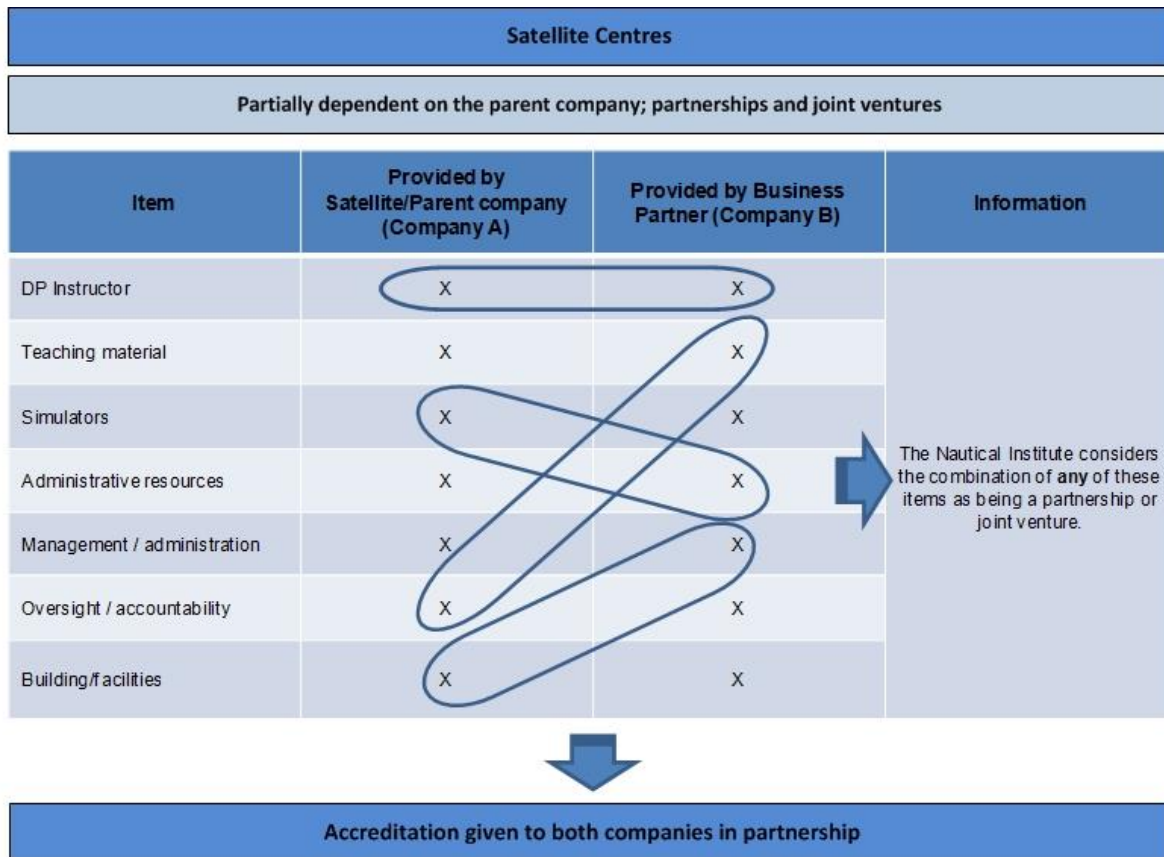 Satellite Centres
Partially dependent on the parent company; partnerships and joint ventures
Item
Provided by
Satellite/Parent company
(Company A)
Provided by Business
Partner (Company B)
Information
DP Instructor
X
X
Teaching material
X
X
Simulators
X
X
Administrative resources
X
X
Management / administration
X
X
Oversight / accountability
X
X
Building/facilities
X
X
The Nautical Institute considers
the combination of any of these
items as being a partnership or
joint venture.
Accreditation given to both companies in partnership